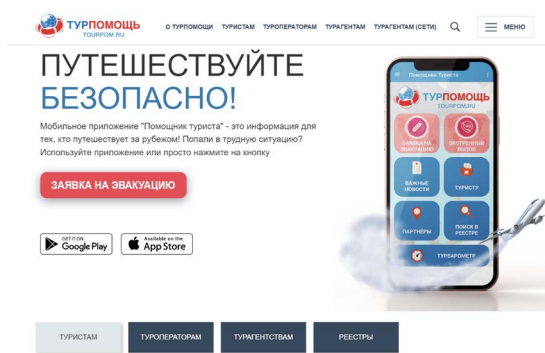 ТУРПОМОЩЬ
TOURPOM.RU
О ТУРПОМОЩИ ТУРИСТАМ ТУРОПЕРАТОРАМ ТУРАГЕНТАМ ТУРАГЕНТАМ (СЕТИ) МЕНЮ
ПУТЕШЕСТВУЙТЕ
БЕЗОПАСНО!
Мобильное приложение "Помощник туриста" - это информация для
тех, кто путешествует за рубежом! Попали в трудную ситуацию?
Используйте приложение или просто нажмите на кнопку
ЗАЯВКА НА ЭВАКУАЦИЮ
GET IT ON
Google Play
Available on the
App Store
Помощник Туриста
ТУРПОМОЩЬ
TOURPOM.RU
ЗАЯВКА НА
ЭВАКУАЦИЮ
ЭКСТРЕННЫЙ
ВЫЗОВ
ВАЖНЫЕ
НОВОСТИ
ТУРИСТУ
ПАРТНЁРЫ
ПОИСК В
РЕЕСТРЕ
ТУРБАРОМЕТР
ТУРИСТАМ
ТУРОПЕРАТОРАМ
ТУРАГЕНТСТВАМ
РЕЕСТРЫ